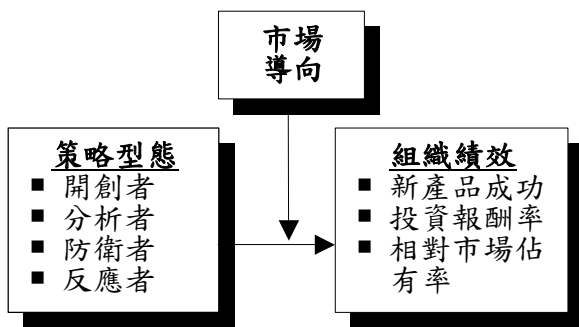 市場
導向
策略型態
■ 開創者
■ 分析者
■ 防衛者
■ 反應者
組織績效
■ 新產品成功
■ 投資報酬率
■ 相對市場佔
有率